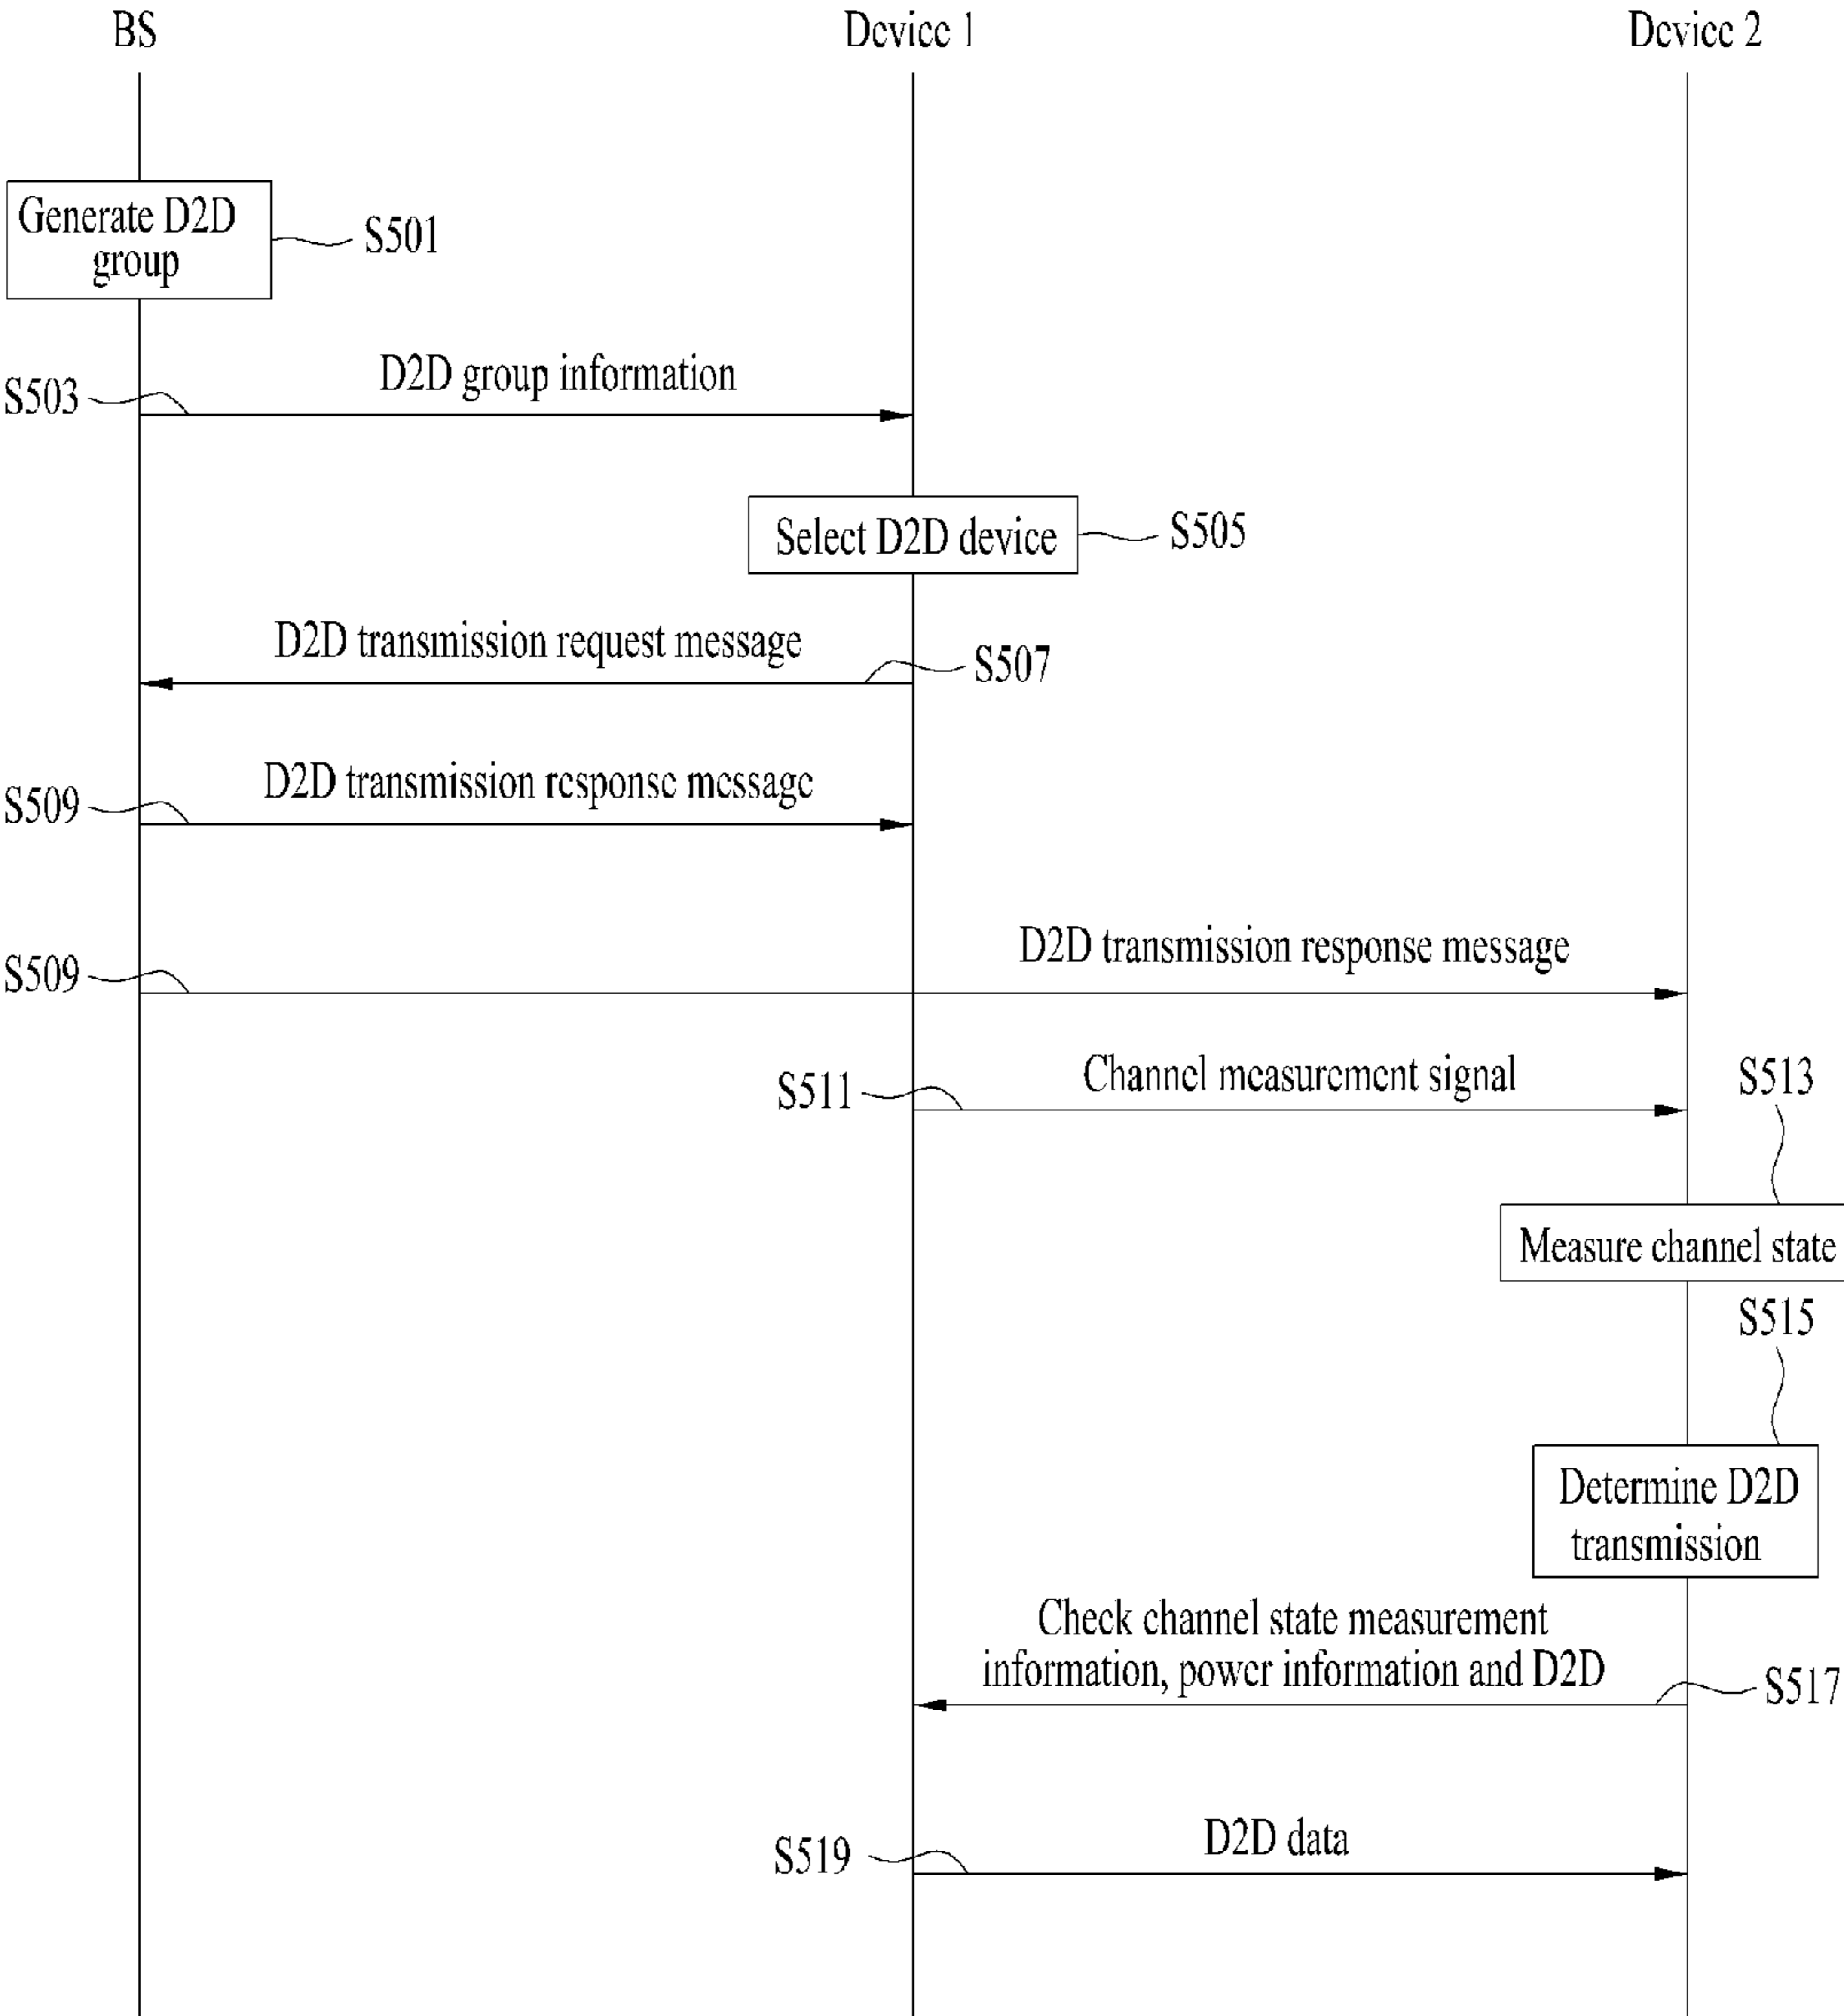 BS
Device 1
Device 2
Generate D2D
group
S501
D2D group information
S503
Select D2D device
S505
D2D transmission request message
S507
D2D transmission response message
S509
D2D transmission response message
S509
Channel measurement signal
S511
S513
Measure channel state
S515
Determine D2D
transmission
Check channel state measurement
information, power information and D2D
S517
D2D data
S519